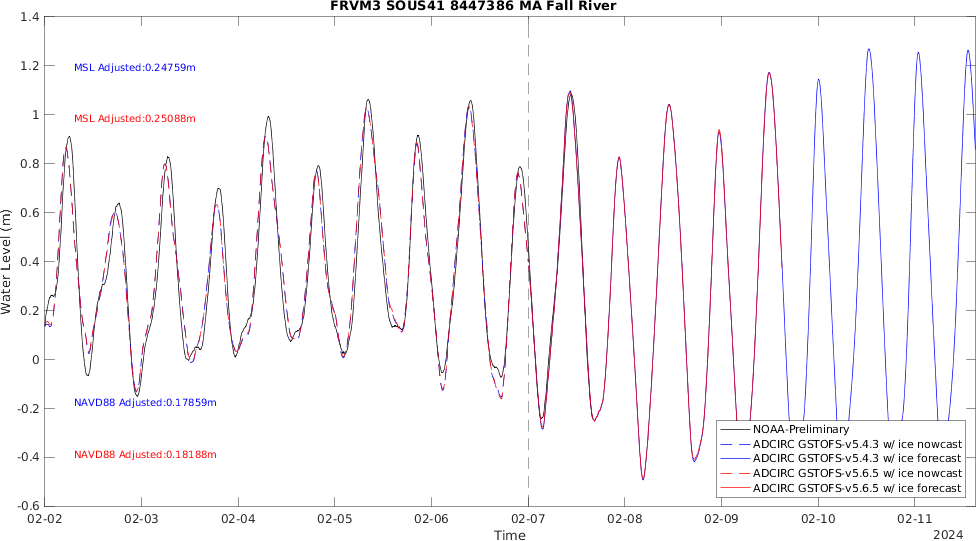 FRVM3 SOUS41 8447386 MA Fall River
1.4
1.2
1
0.8
0.6
0.4
0.2
0
-0.2
-0.4
-0.6
Water Level (m)
MSL Adjusted:0.24759m
MSL Adjusted:0.25088m
NAVD88 Adjusted:0.17859m
NAVD88 Adjusted:0.18188m
NOAA-Preliminary
ADCIRC GSTOFS-v5.4.3 w/ ice nowcast
ADCIRC GSTOFS-v5.4.3 w/ ice forecast
ADCIRC GSTOFS-v5.6.5 w/ ice nowcast
ADCIRC GSTOFS-v5.6.5 w/ ice forecast
02-02 02-03 02-04 02-05 02-06 02-07 02-08 02-09 02-10 02-11
Time
2024